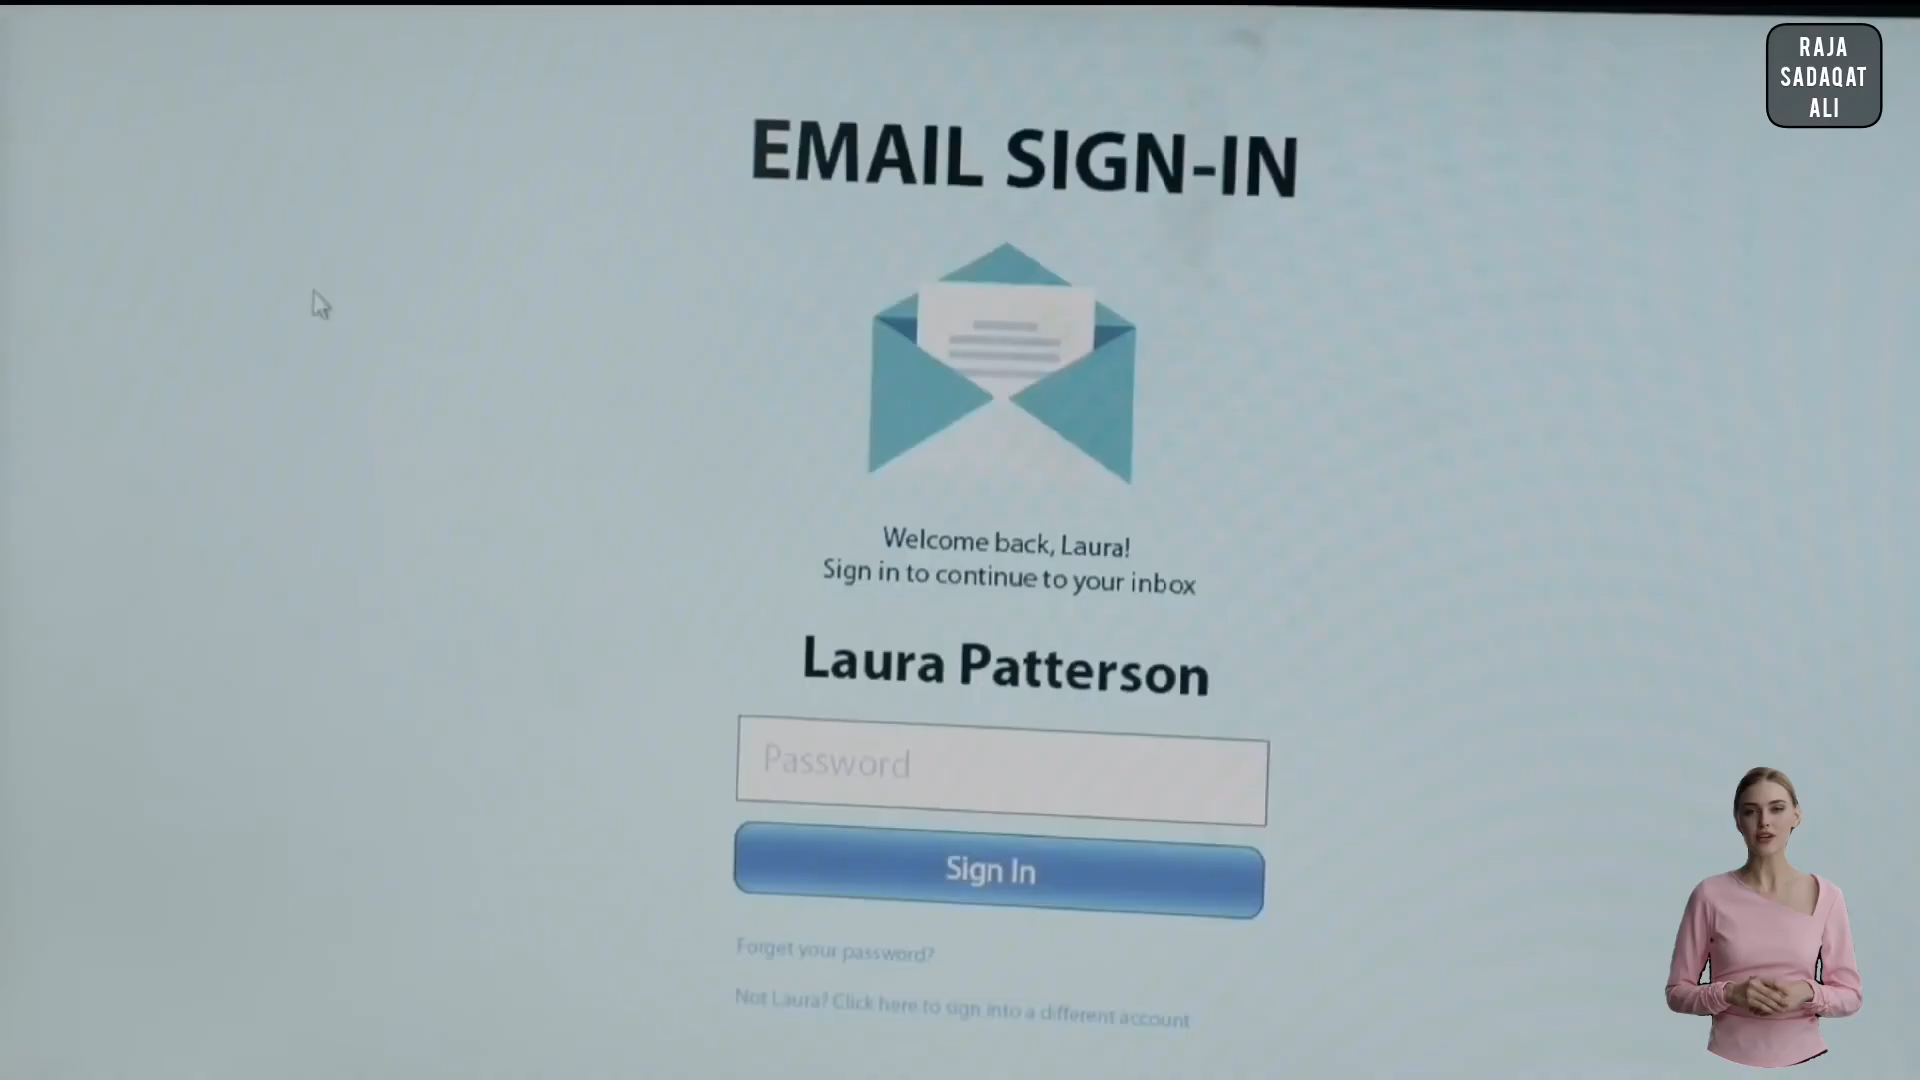 RAJA
SADAQAT
ALI
EMAIL SIGN-IN
Welcome back, Laura!
Sign in to continue to your inbox
Laura Patterson
Password
Sign In
Forget your password?
Not Laura? Click here to sign into a different account